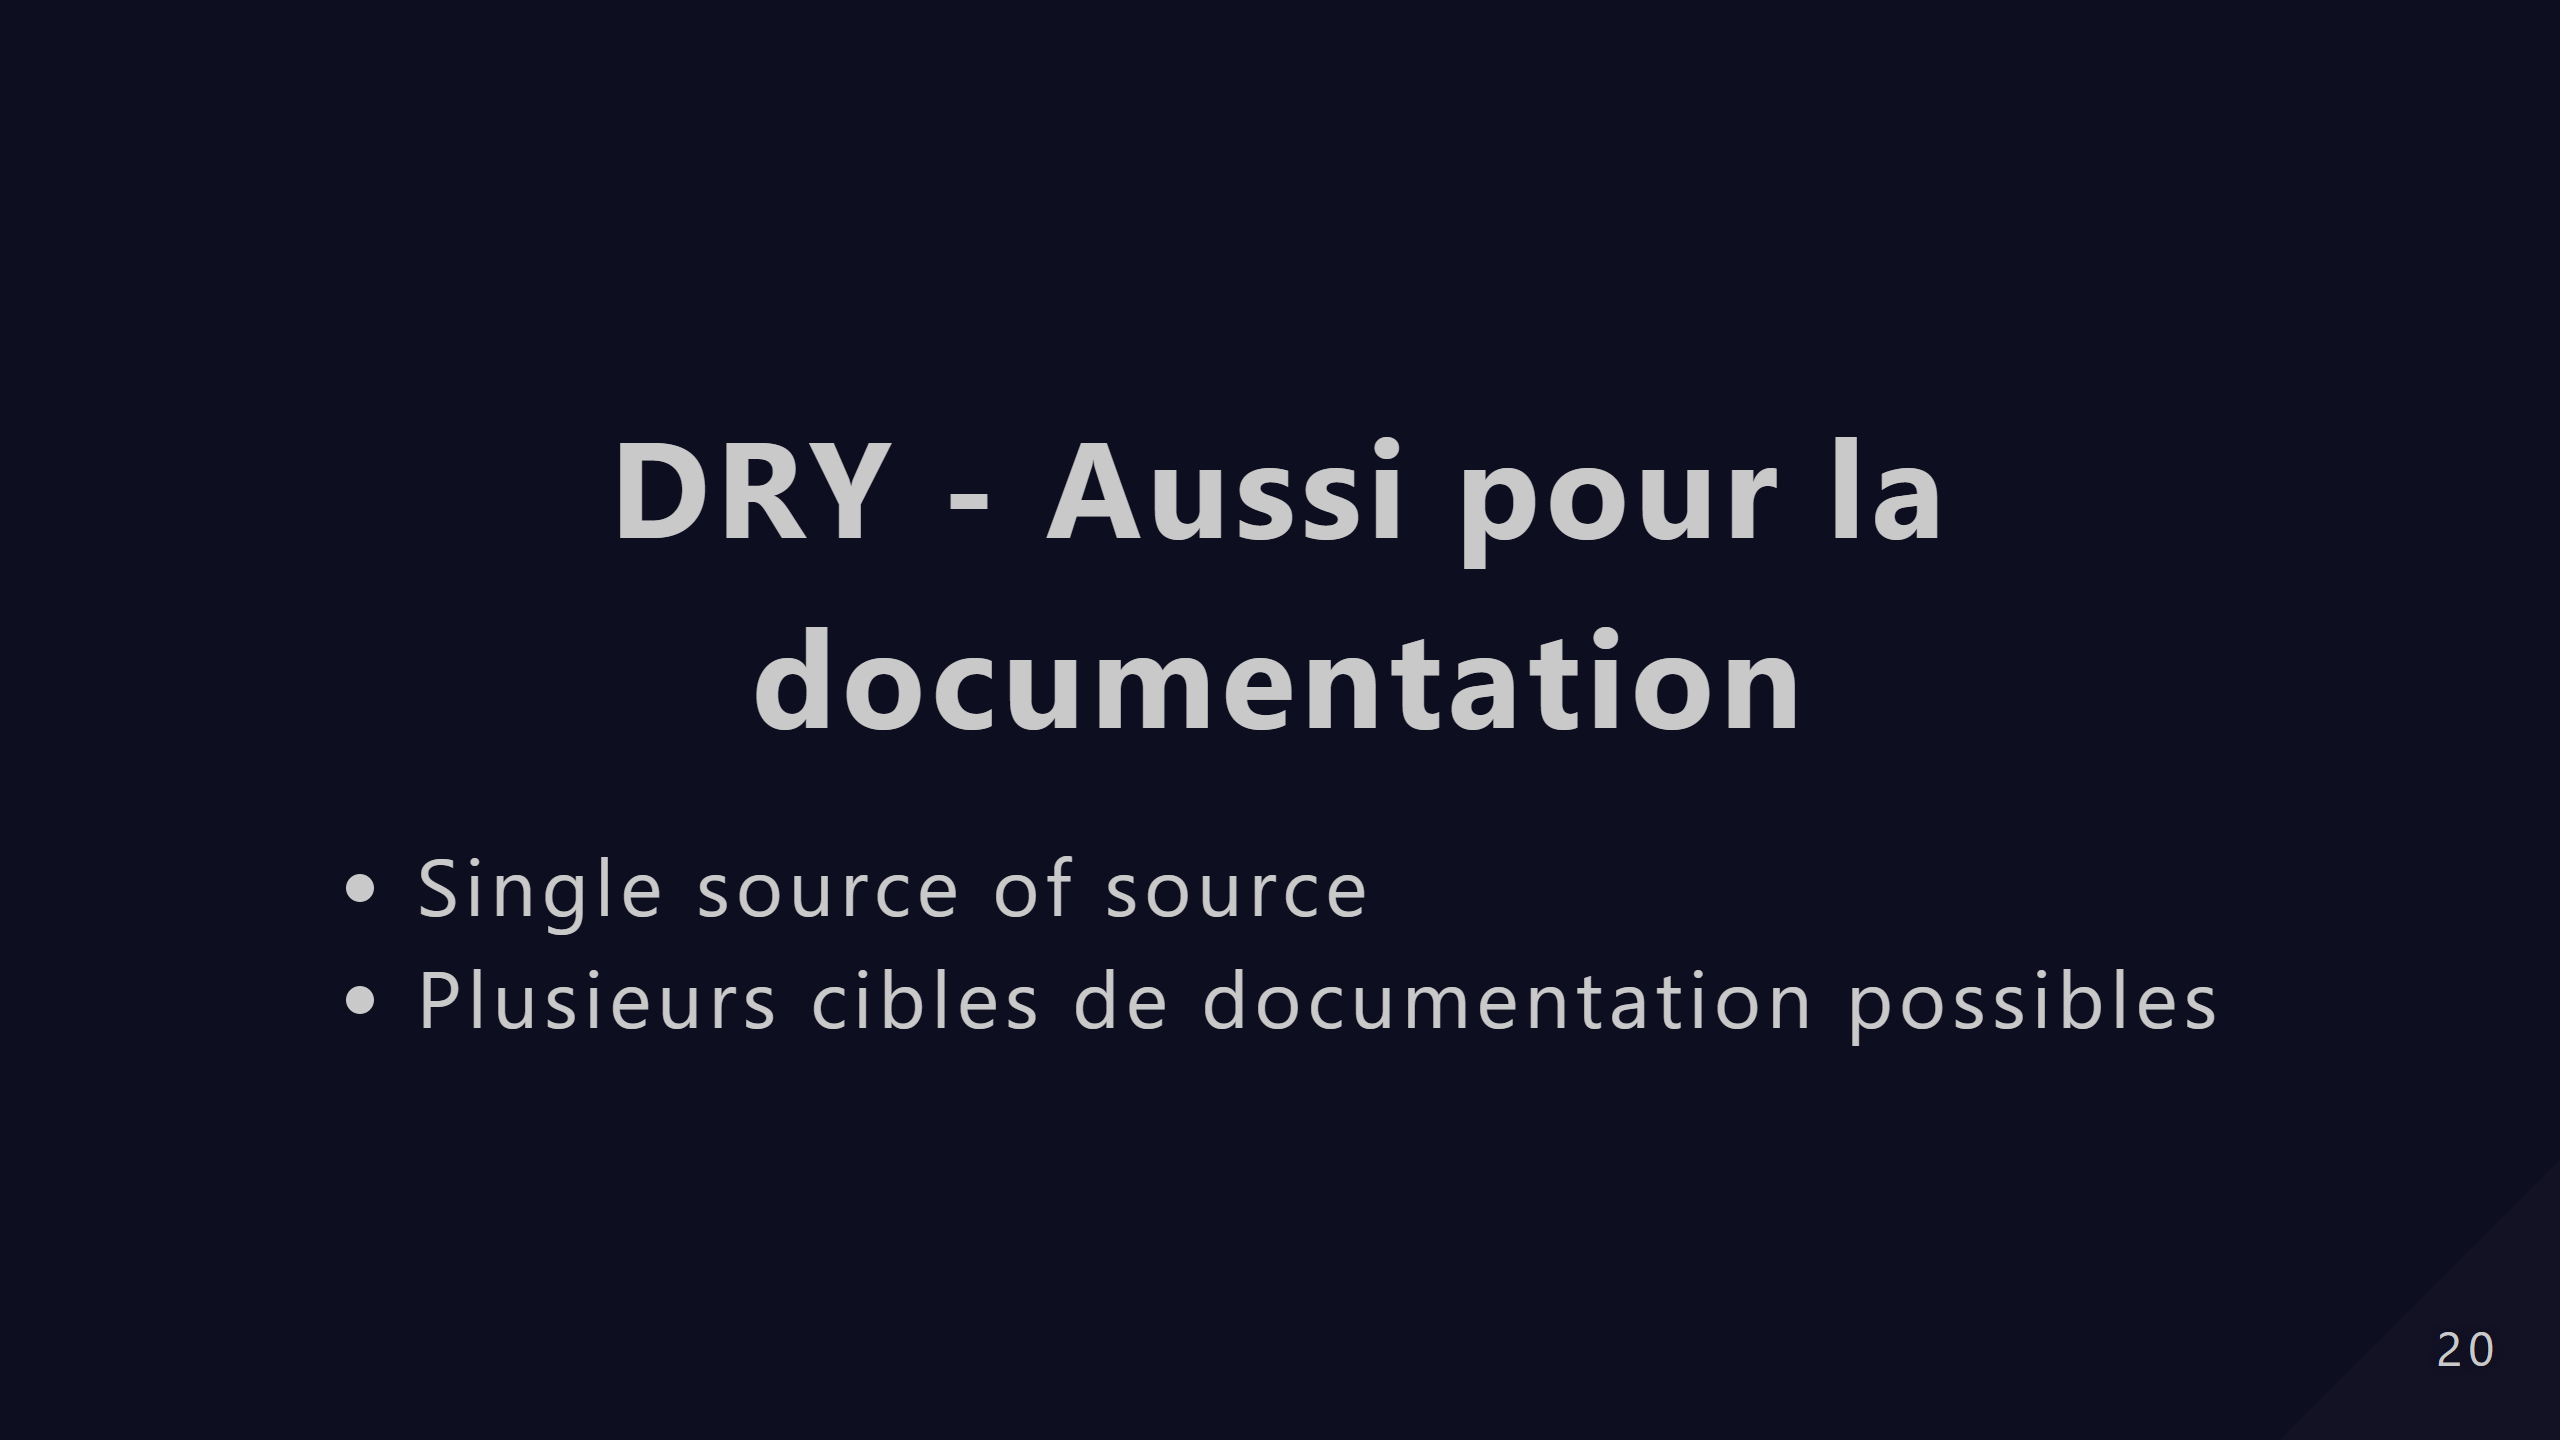 DRY - Aussi pour la
documentation
• Single source of source
• Plusieurs cibles de documentation possibles
20